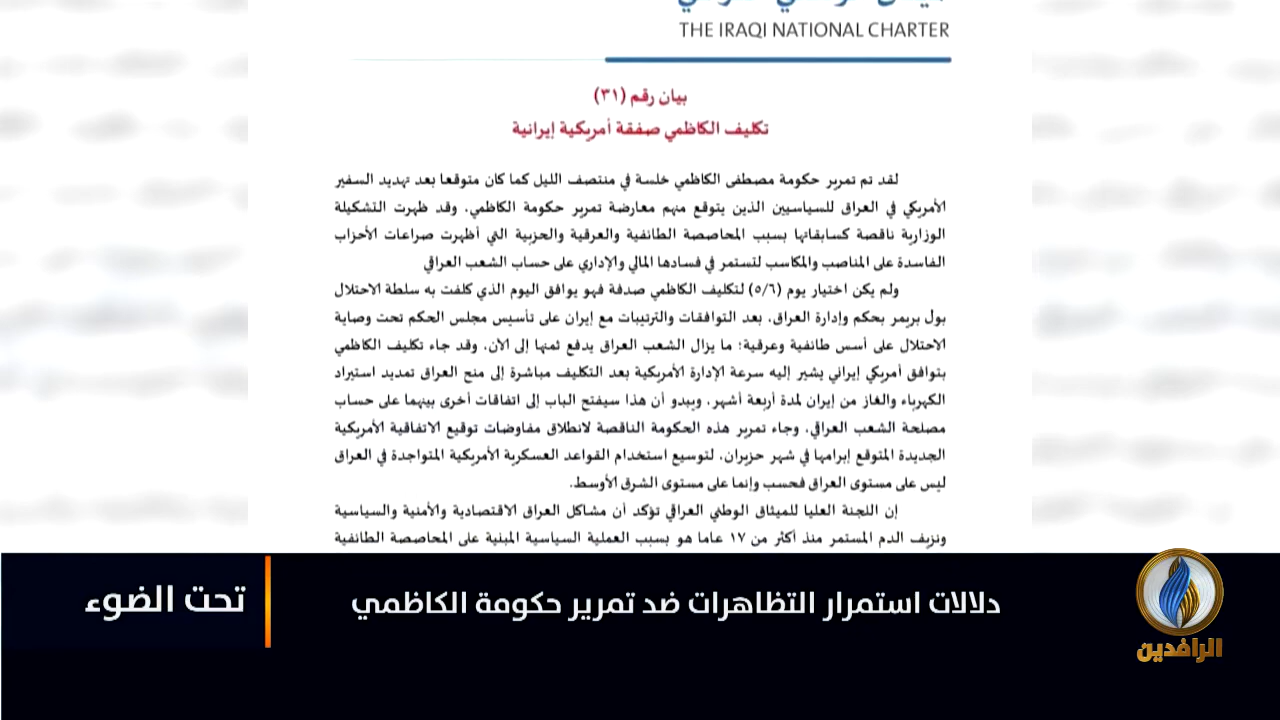 THE IRAQI NATIONAL CHARTER
بيان رقم (٣١)
تكليف الكاظمي صفقة أمريكية إيرانية
لقد تم تمرير حكومة مصطفى الكاظمي خلسة في منتصف الليل كما كان متوقعا بعد تهديد السفير
الأمريكي في العراق للسياسيين الذين يتوقع منهم معارضة تمرير حكومة الكاظمي، وقد ظهرت التشكيلة
الوزارية ناقصة كسابقاتها بسبب المحاصصة الطائفية والعرقية والحزبية التي أظهرت صراعات الأحزاب
الفاسدة على المناصب والمكاسب لتستمر في فسادها المالي والإداري على حساب الشعب العراقي
ولم يكن اختيار يوم (٥/٦) لتكليف الكاظمي صدفة فهو يوافق اليوم الذي كلفت به سلطة الاحتلال
بول بريمر بحكم وإدارة العراق، بعد التوافقات والترتيبات مع إيران على تأسيس مجلس الحكم تحت وصاية
الاحتلال على أسس طائفية وعرقية؛ ما يزال الشعب العراق يدفع ثمنها إلى الآن، وقد جاء تكليف الكاظمي
بتوافق أمريكي إيراني يشير إليه سرعة الإدارة الأمريكية بعد التكليف مباشرة إلى منح العراق تمديد استيراد
الكهرباء والغاز من إيران لمدة أربعة أشهر، ويبدو أن هذا سيفتح الباب إلى اتفاقات أخرى بينهما على حساب
مصلحة الشعب العراقي، وجاء تمرير هذه الحكومة الناقصة لانطلاق مفاوضات توقيع الاتفاقية الأمريكية
الجديدة المتوقع إبرامها في شهر حزيران، لتوسيع استخدام القواعد العسكرية الأمريكية المتواجدة في العراق
ليس على مستوى العراق فحسب وإنما على مستوى الشرق الأوسط.
إن اللجنة العليا للميثاق الوطني العراقي تؤكد أن مشاكل العراق الاقتصادية والأمنية والسياسية
ونزيف الدم المستمر منذ أكثر من ١٧ عاما هو بسبب العملية السياسية المبنية على المحاصصة الطائفية
دلالات استمرار التظاهرات ضد تمرير حكومة الكاظمي
تحت الضوء
الرافدين